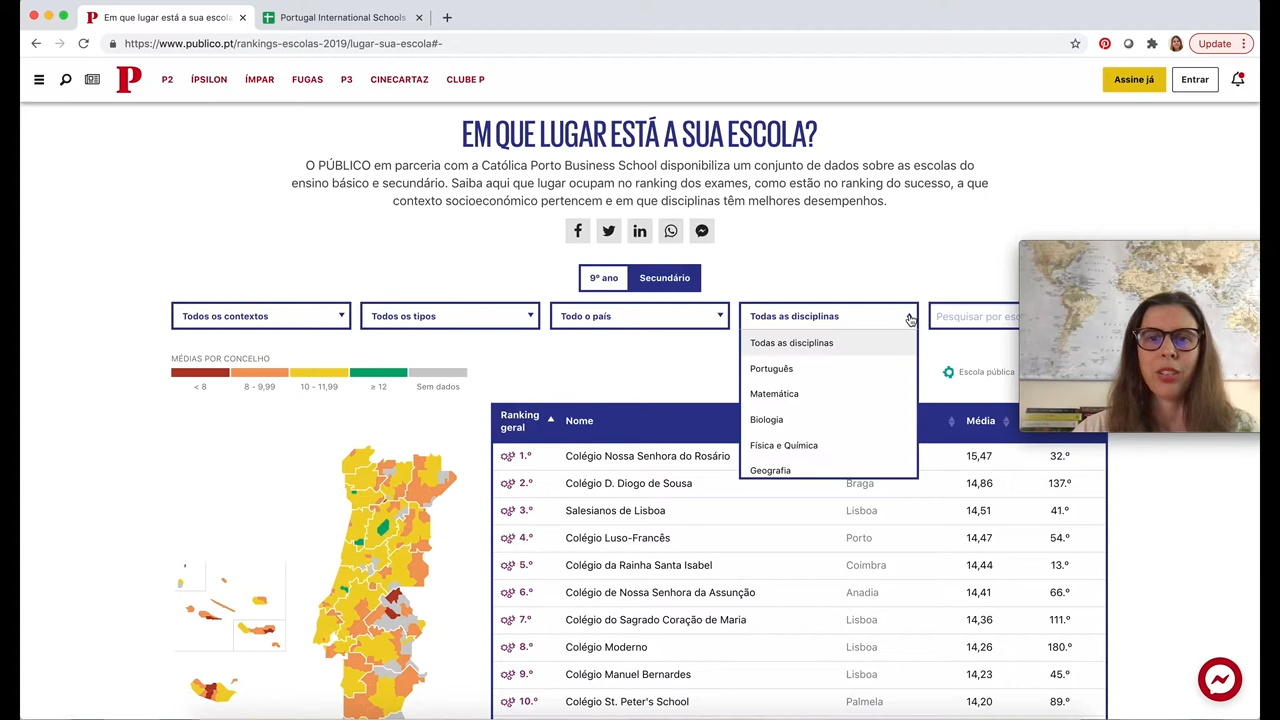 Em que lugar está a sua escola
Portugal International Schools
https://www.publico.pt/rankings-escolas-2019/lugar-sua-escola#-
Update
P
P2
ÍPSILON
ÍMPAR
FUGAS
P3
CINECARTAZ
CLUBE P
Assine já
Entrar
EM QUE LUGAR ESTÁ A SUA ESCOLA?
O PÚBLICO em parceria com a Católica Porto Business School disponibiliza um conjunto de dados sobre as escolas do
ensino básico e secundário. Saiba aqui que lugar ocupam no ranking dos exames, como estão no ranking do sucesso, a que
contexto socioeconómico pertencem e em que disciplinas têm melhores desempenhos.
9º ano
Secundário
Todos os contextos
Todos os tipos
Todo o país
Todas as disciplinas
Pesquisar por esco
Todas as disciplinas
Português
Matemática
Biologia
Física e Química
Geografia
MÉDIAS POR CONCELHO
< 8
8 - 9,99
10 - 11,99
≥ 12
Sem dados
Escola pública
Ranking geral
Nome
Média
1.º Colégio Nossa Senhora do Rosário 15,47 32.º
2.º Colégio D. Diogo de Sousa Braga 14,86 137.º
3.º Salesianos de Lisboa Lisboa 14,51 41.º
4.º Colégio Luso-Francês Porto 14,47 54.º
5.º Colégio da Rainha Santa Isabel Coimbra 14,44 13.º
6.º Colégio de Nossa Senhora da Assunção Anadia 14,41 66.º
7.º Colégio do Sagrado Coração de Maria Lisboa 14,36 111.º
8.º Colégio Moderno Lisboa 14,26 180.º
9.º Colégio Manuel Bernardes Lisboa 14,23 45.º
10.º Colégio St. Peter's School Palmela 14,20 89.º